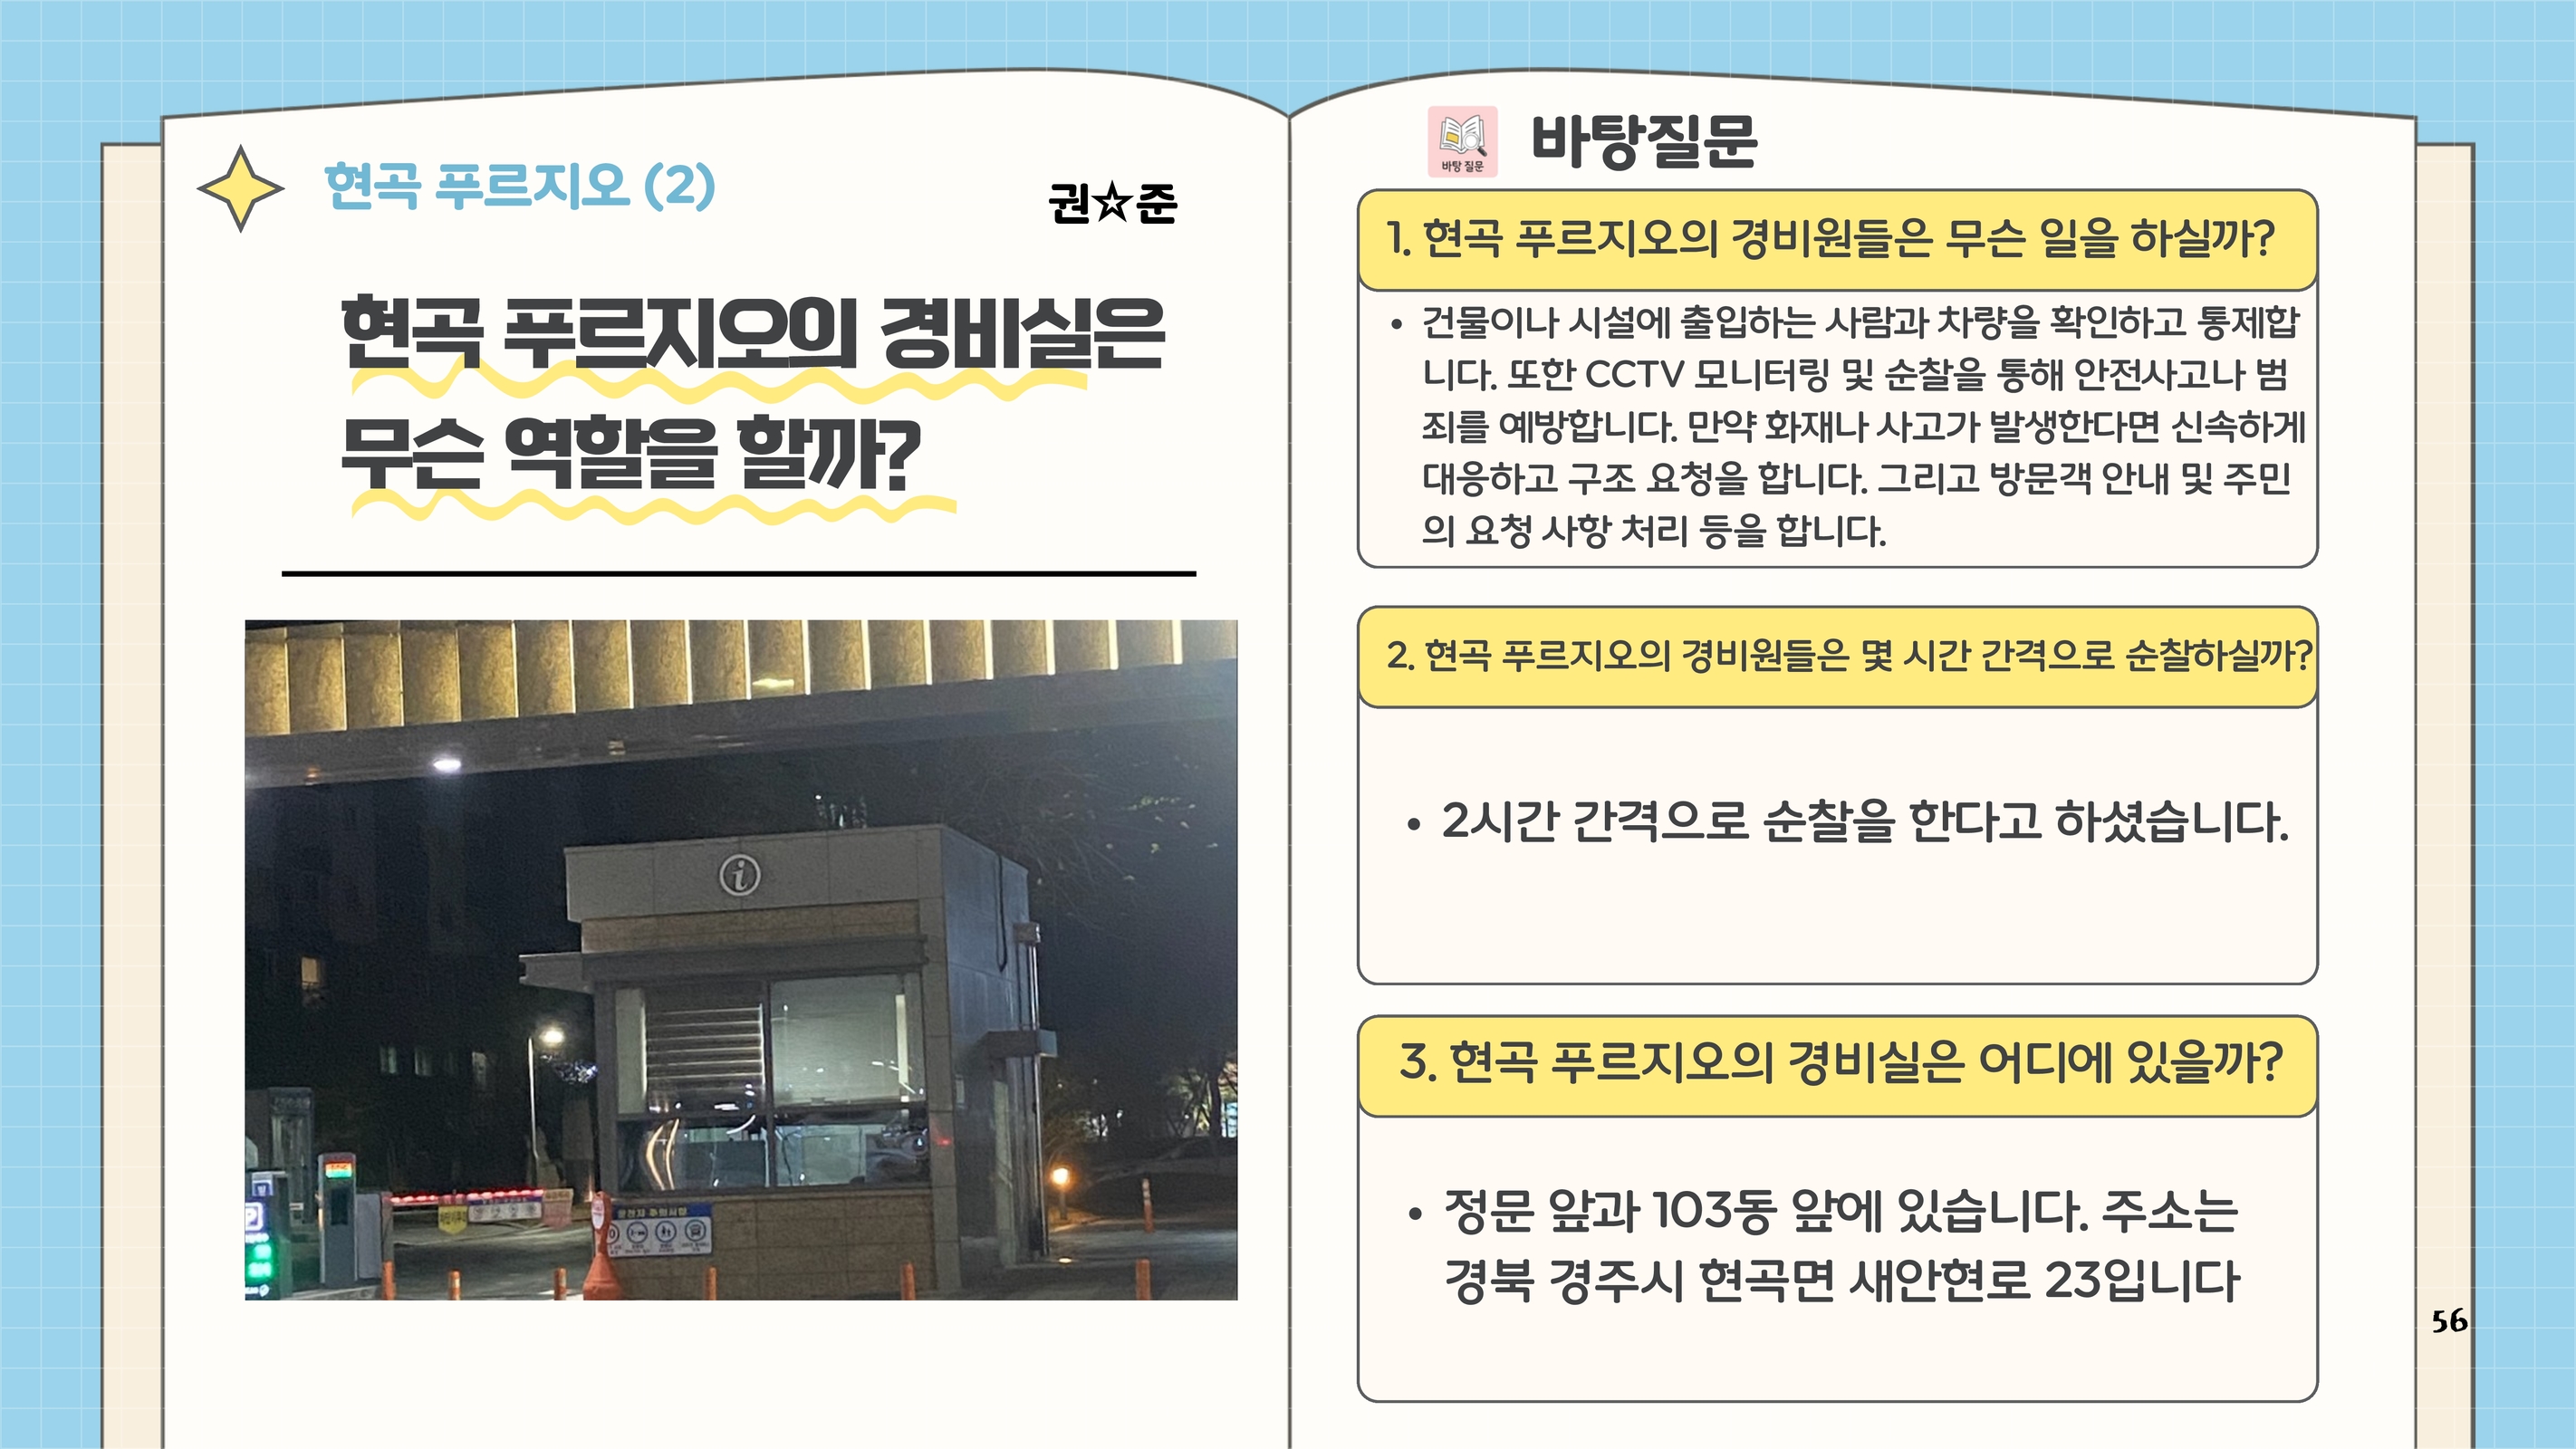 현곡 푸르지오 (2)
권☆준
현곡 푸르지오의 경비실은
무슨 역할을 할까?
i
운전자 주의사항
P
바탕 질문
바탕질문
1. 현곡 푸르지오의 경비원들은 무슨 일을 하실까?
• 건물이나 시설에 출입하는 사람과 차량을 확인하고 통제합
니다. 또한 CCTV 모니터링 및 순찰을 통해 안전사고나 범
죄를 예방합니다. 만약 화재나 사고가 발생한다면 신속하게
대응하고 구조 요청을 합니다. 그리고 방문객 안내 및 주민
의 요청 사항 처리 등을 합니다.
2. 현곡 푸르지오의 경비원들은 몇 시간 간격으로 순찰하실까?
• 2시간 간격으로 순찰을 한다고 하셨습니다.
3. 현곡 푸르지오의 경비실은 어디에 있을까?
• 정문 앞과 103동 앞에 있습니다. 주소는
경북 경주시 현곡면 새안현로 23입니다
56